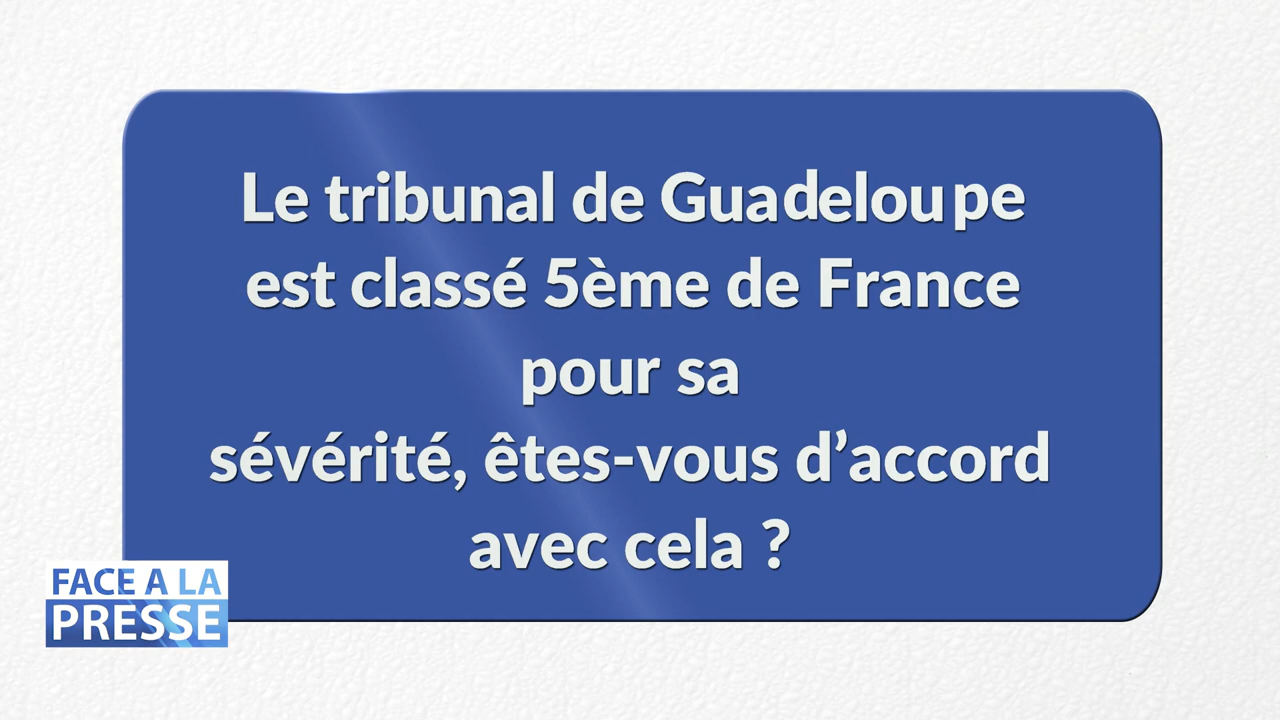 Le tribunal de Guadeloupe
est classé 5ème de France
pour sa
sévérité, êtes-vous d’accord
avec cela ?
FACE A LA
PRESSE